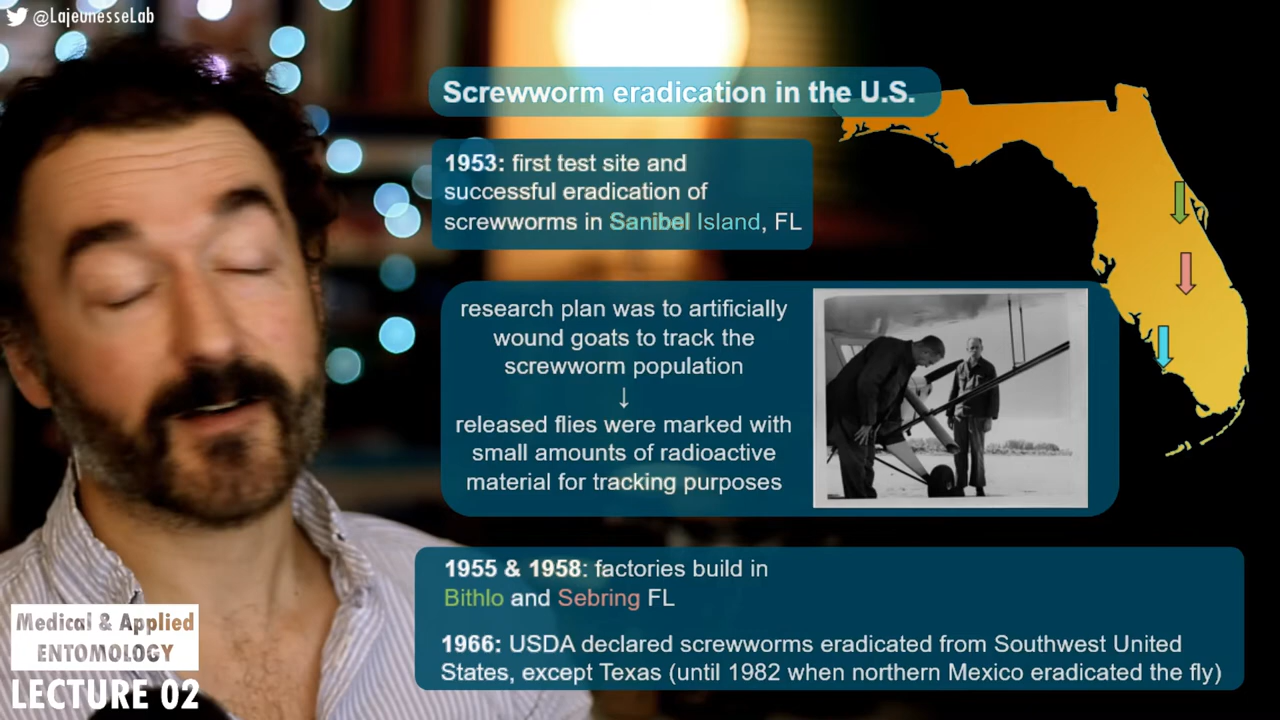 @LajeunesseLab
Screwworm eradication in the U.S.
1953: first test site and
successful eradication of
screwworms in Sanibel Island, FL
research plan was to artificially
wound goats to track the
screwworm population
↓
released flies were marked with
small amounts of radioactive
material for tracking purposes
1955 & 1958: factories build in
Bithlo and Sebring FL
1966: USDA declared screwworms eradicated from Southwest United
States, except Texas (until 1982 when northern Mexico eradicated the fly)
Medical & Applied
ENTOMOLOGY
LECTURE 02